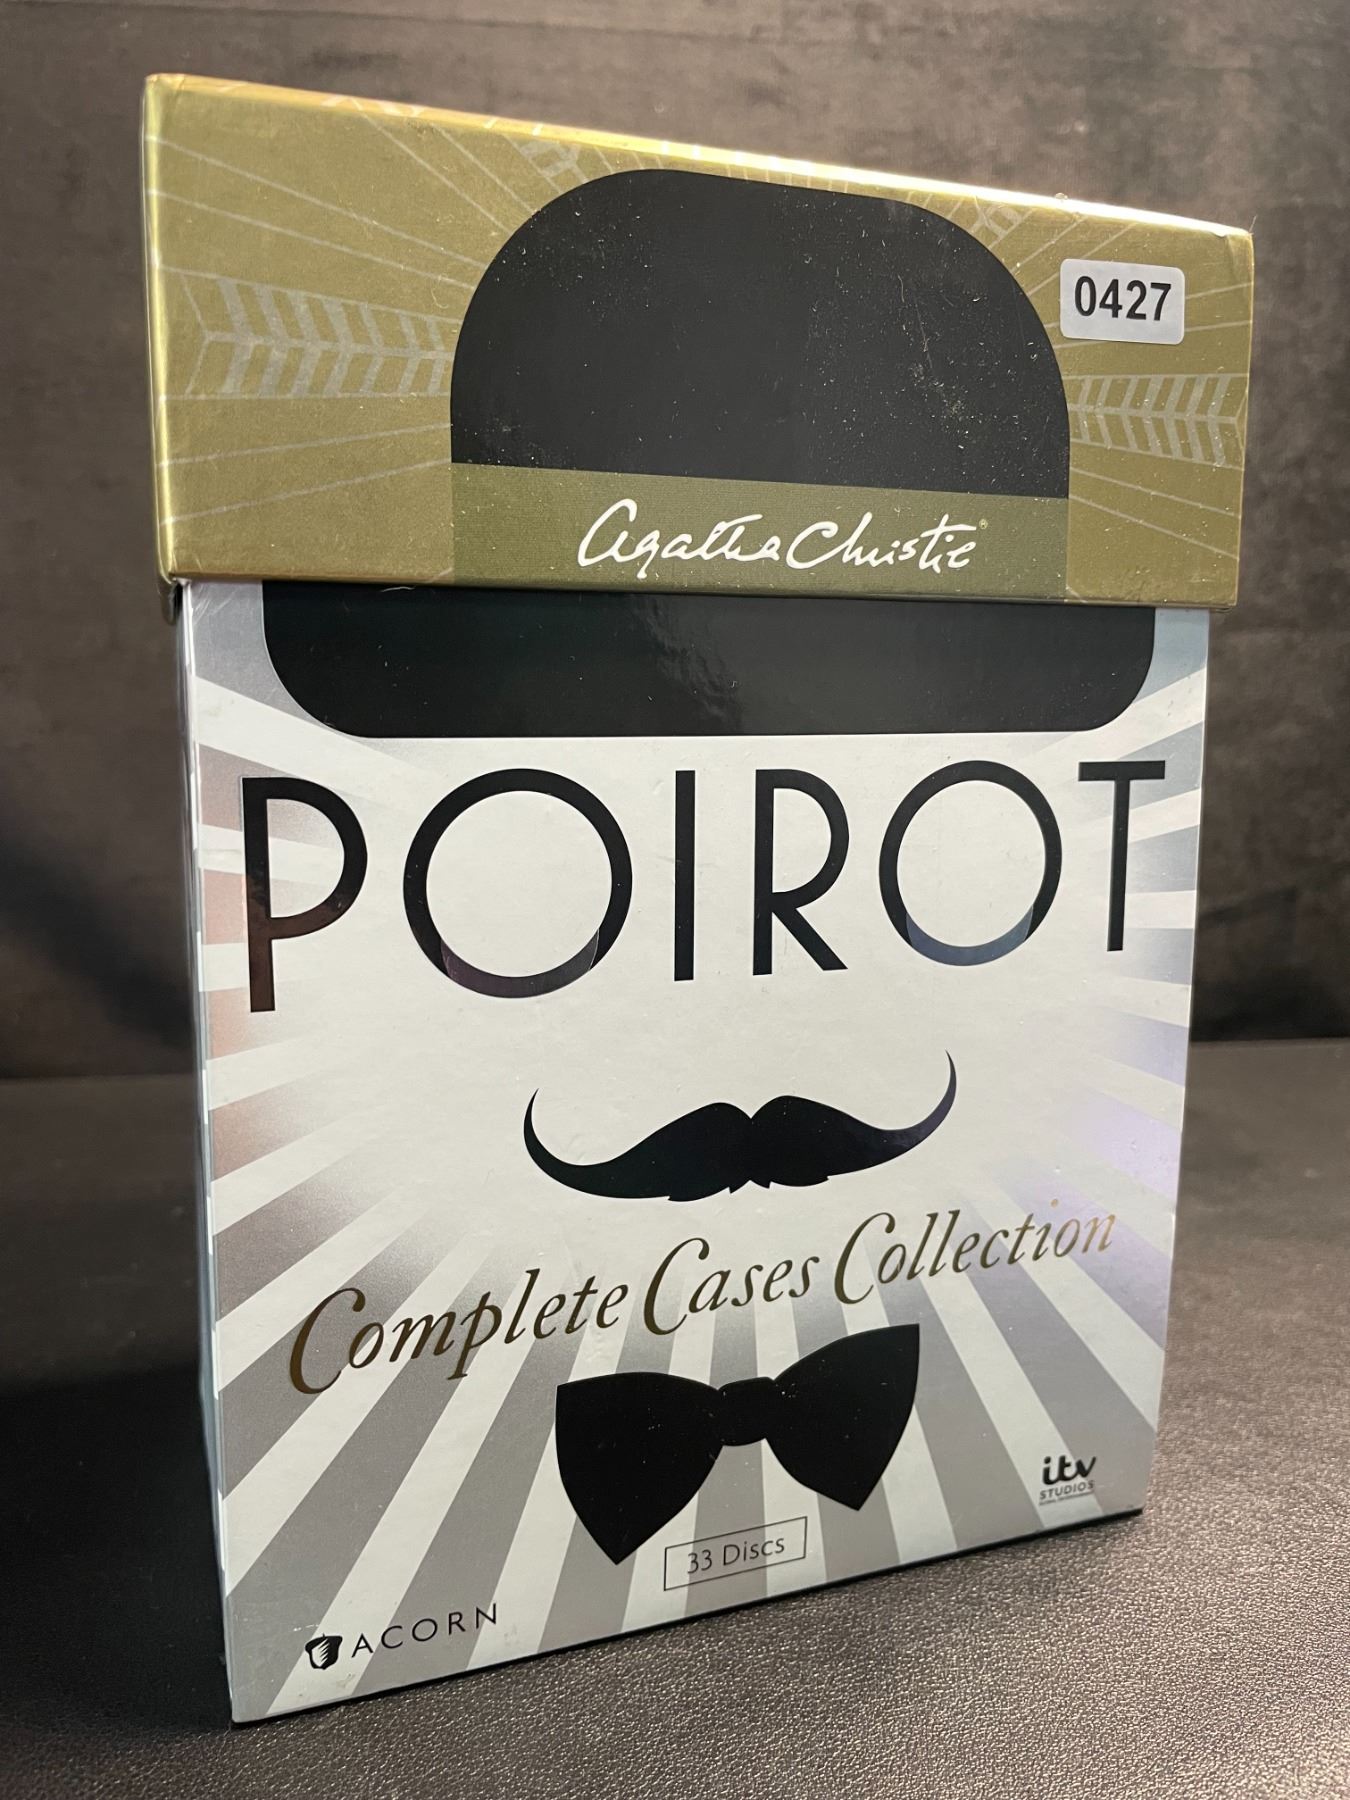 0427
Agatha Christie®
POIROT
Complete Cases Collection
itv
STUDIOS
33 Discs
ACORN